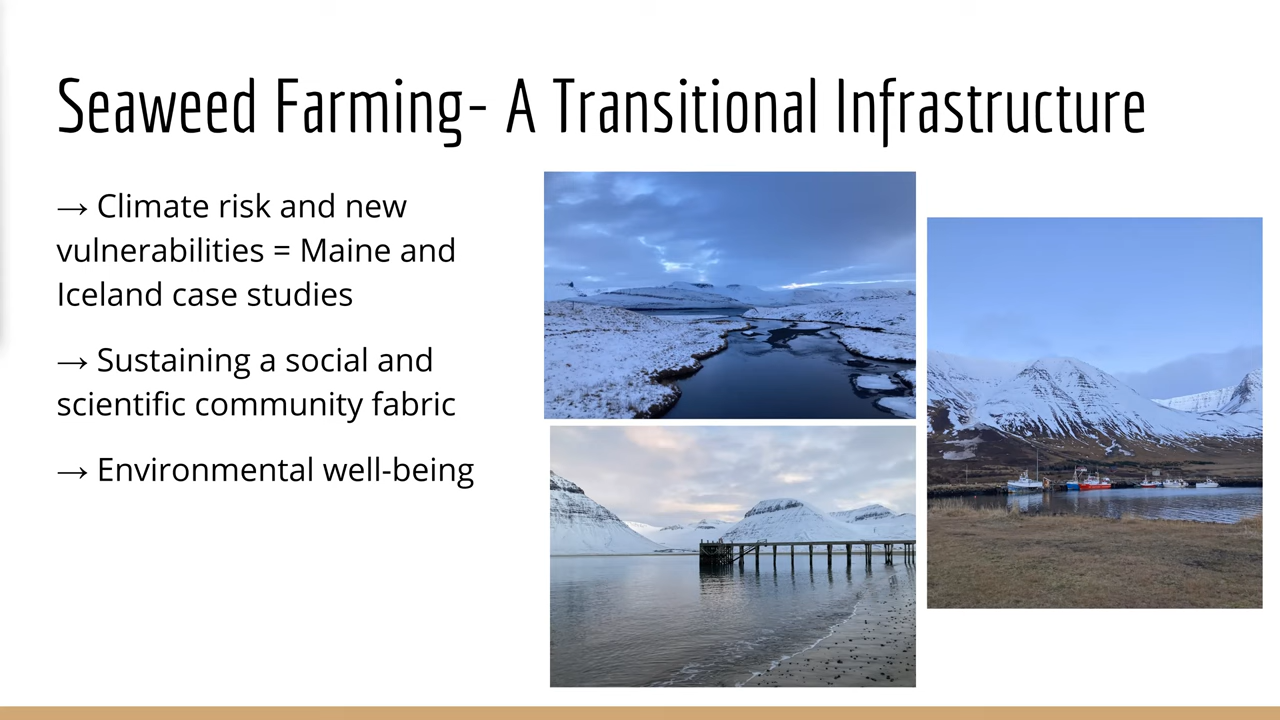 Seaweed Farming- A Transitional Infrastructure
→ Climate risk and new
vulnerabilities = Maine and
Iceland case studies
→ Sustaining a social and
scientific community fabric
→ Environmental well-being